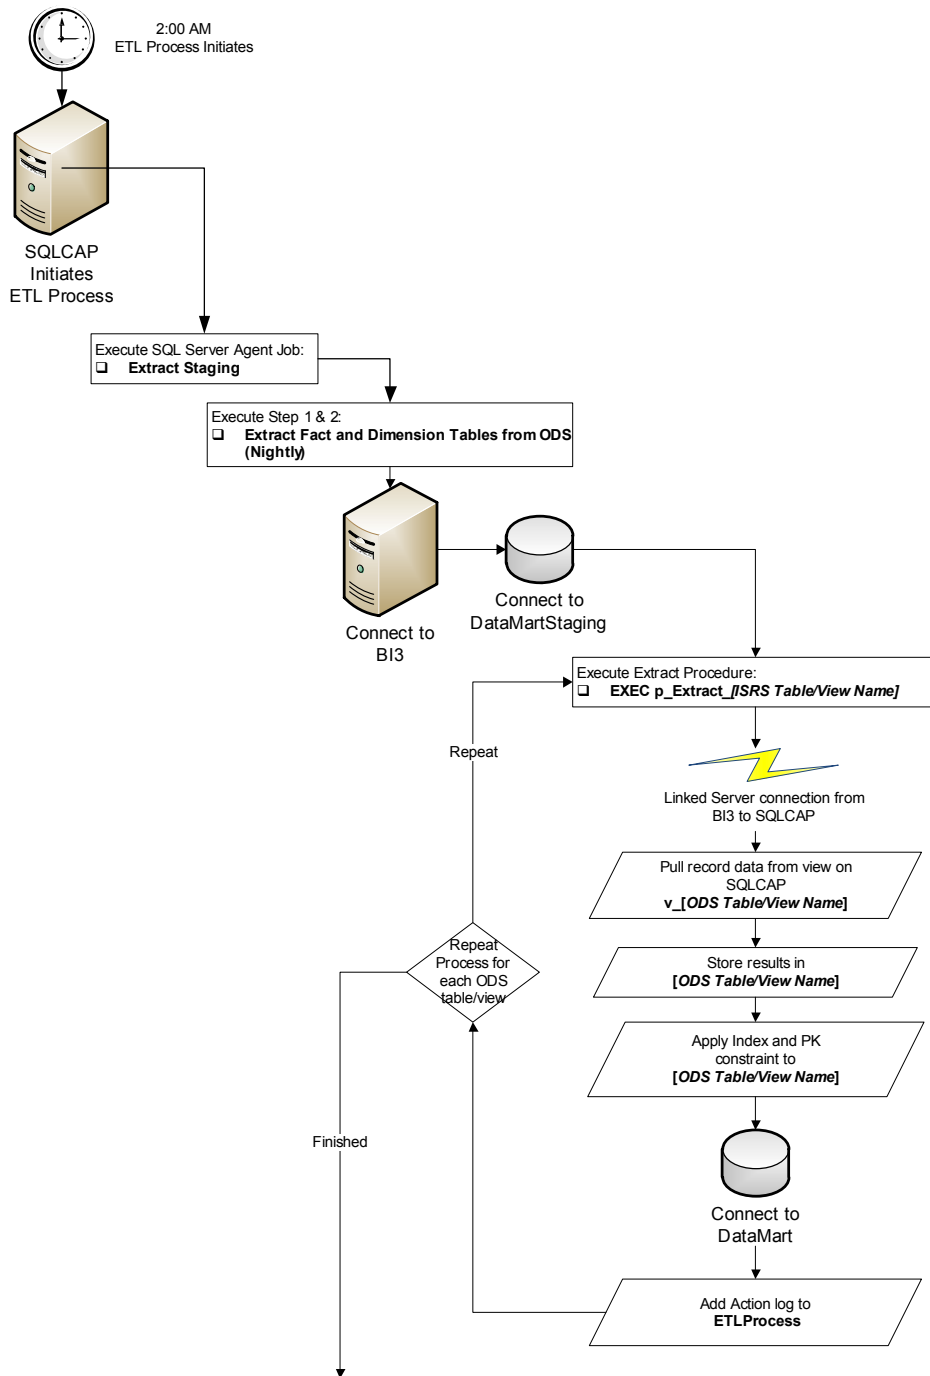 2:00 AM
ETL Process Initiates
SQLCAP
Initiates
ETL Process
Execute SQL Server Agent Job:
❑ Extract Staging
Execute Step 1 & 2:
❑ Extract Fact and Dimension Tables from ODS
(Nightly)
Connect to
BI3
Connect to
DataMartStaging
Execute Extract Procedure:
❑ EXEC p_Extract_[ISRS Table/View Name]
Repeat
Linked Server connection from
BI3 to SQLCAP
Pull record data from view on
SQLCAP
v_[ODS Table/View Name]
Repeat
Process for
each ODS
table/view
Store results in
[ODS Table/View Name]
Apply Index and PK
constraint to
[ODS Table/View Name]
Finished
Connect to
DataMart
Add Action log to
ETLProcess